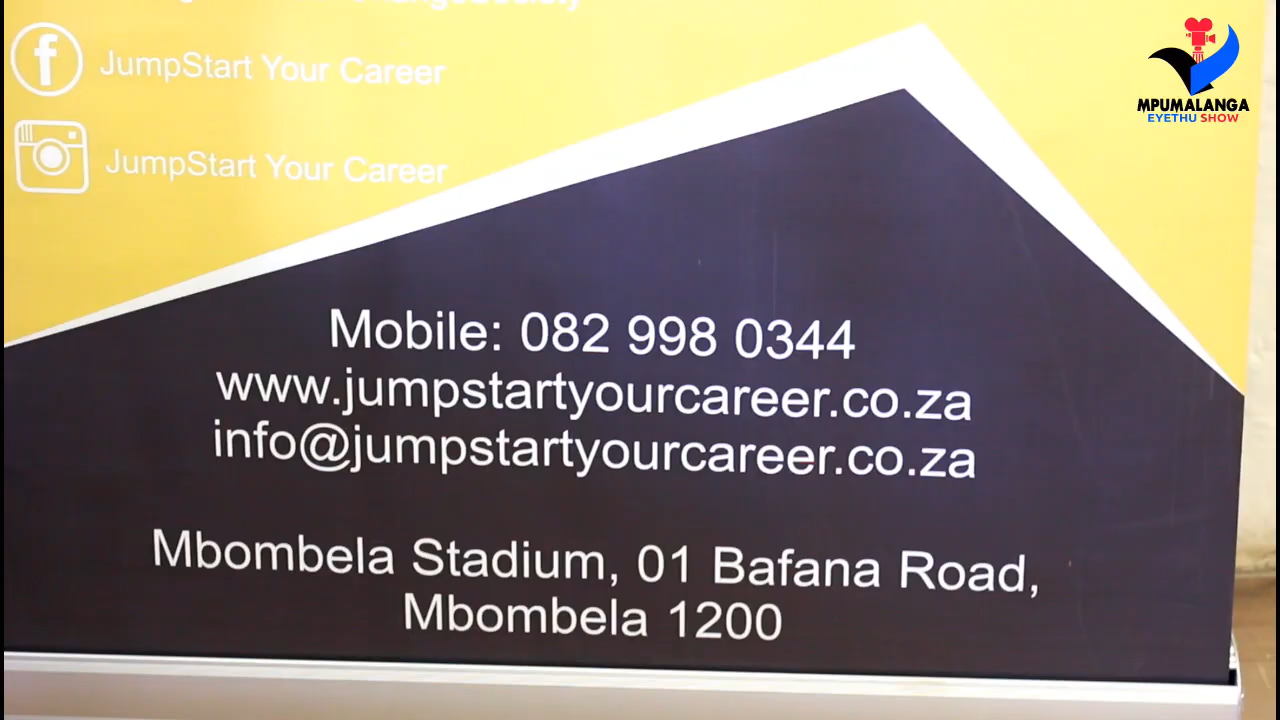 JumpStart Your Career
JumpStart Your Career
Mobile: 082 998 0344
www.jumpstartyourcareer.co.za
info@jumpstartyourcareer.co.za
Mbombela Stadium, 01 Bafana Road,
Mbombela 1200
MPUMALANGA
EYETHU SHOW